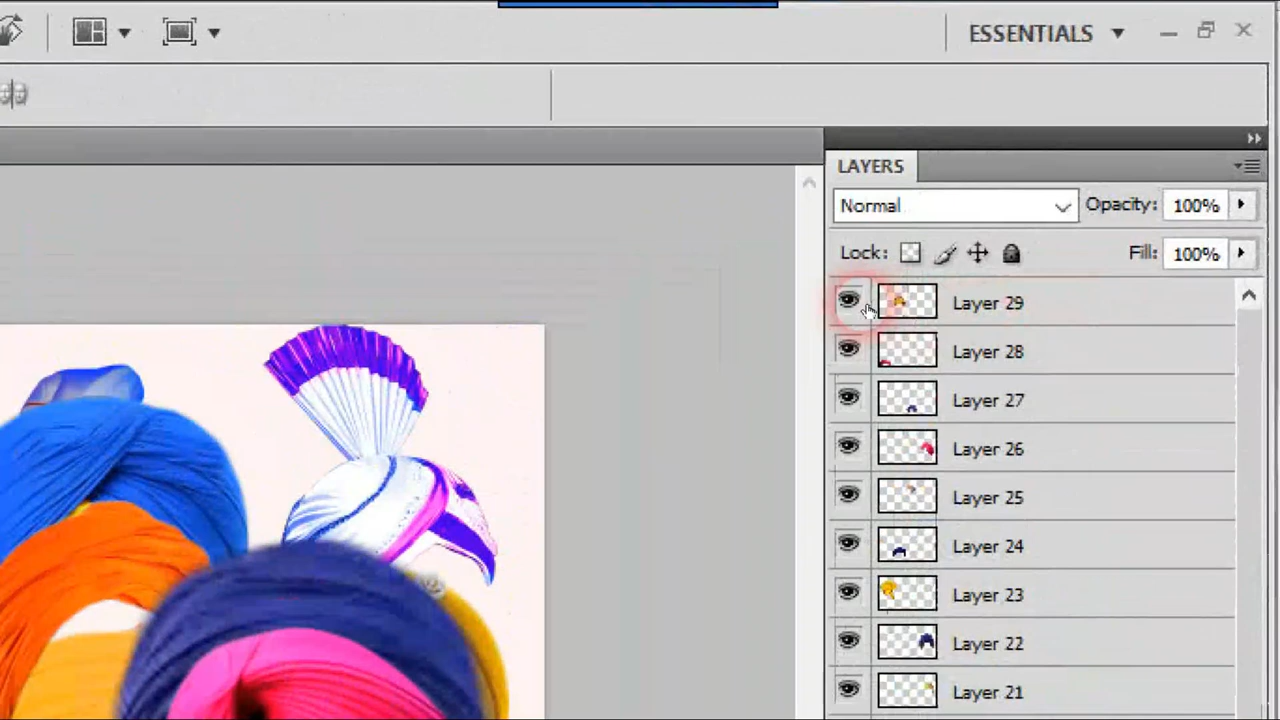 ESSENTIALS
LAYERS
Normal Opacity: 100%
Lock: Fill: 100%
Layer 29
Layer 28
Layer 27
Layer 26
Layer 25
Layer 24
Layer 23
Layer 22
Layer 21